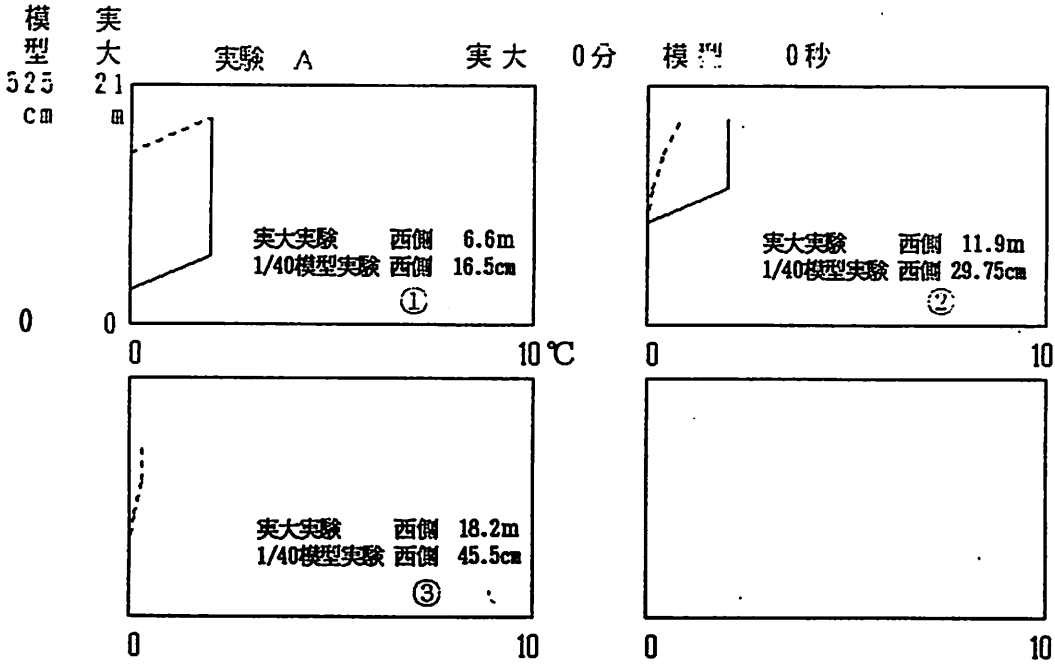 模型 実大
525 21
cm m
実験 A 実大 0分 模型 0秒
実大実験 西側 6.6m
1/40模型実験 西側 16.5cm
①
実大実験 西側 11.9m
1/40模型実験 西側 29.75cm
②
0 0
0 10℃
0 10
実大実験 西側 18.2m
1/40模型実験 西側 45.5cm
③
0 10
0 10